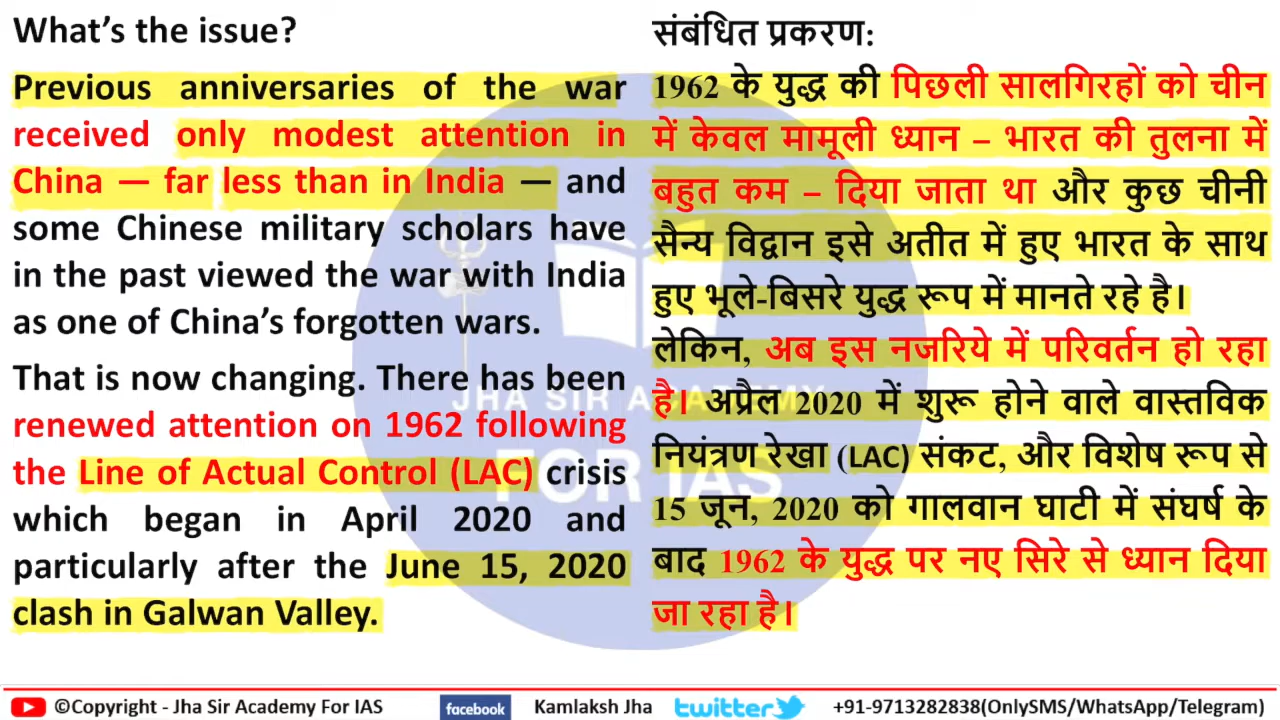 What’s the issue?
Previous anniversaries of the war
received only modest attention in
China — far less than in India — and
some Chinese military scholars have
in the past viewed the war with India
as one of China’s forgotten wars.
That is now changing. There has been
renewed attention on 1962 following
the Line of Actual Control (LAC) crisis
which began in April 2020 and
particularly after the June 15, 2020
clash in Galwan Valley.
संबंधित प्रकरण:
1962 के युद्ध की पिछली सालगिरहों को चीन
में केवल मामूली ध्यान – भारत की तुलना में
बहुत कम – दिया जाता था और कुछ चीनी
सैन्य विद्वान इसे अतीत में हुए भारत के साथ
हुए भूले-बिसरे युद्ध रूप में मानते रहे है।
लेकिन, अब इस नजरिये में परिवर्तन हो रहा
है। अप्रैल 2020 में शुरू होने वाले वास्तविक
नियंत्रण रेखा (LAC) संकट, और विशेष रूप से
15 जून, 2020 को गालवान घाटी में संघर्ष के
बाद 1962 के युद्ध पर नए सिरे से ध्यान दिया
जा रहा है।
JHA SIR ACADEMY
FOR IAS
©Copyright - Jha Sir Academy For IAS facebook Kamlaksh Jha twitter +91-9713282838(OnlySMS/WhatsApp/Telegram)